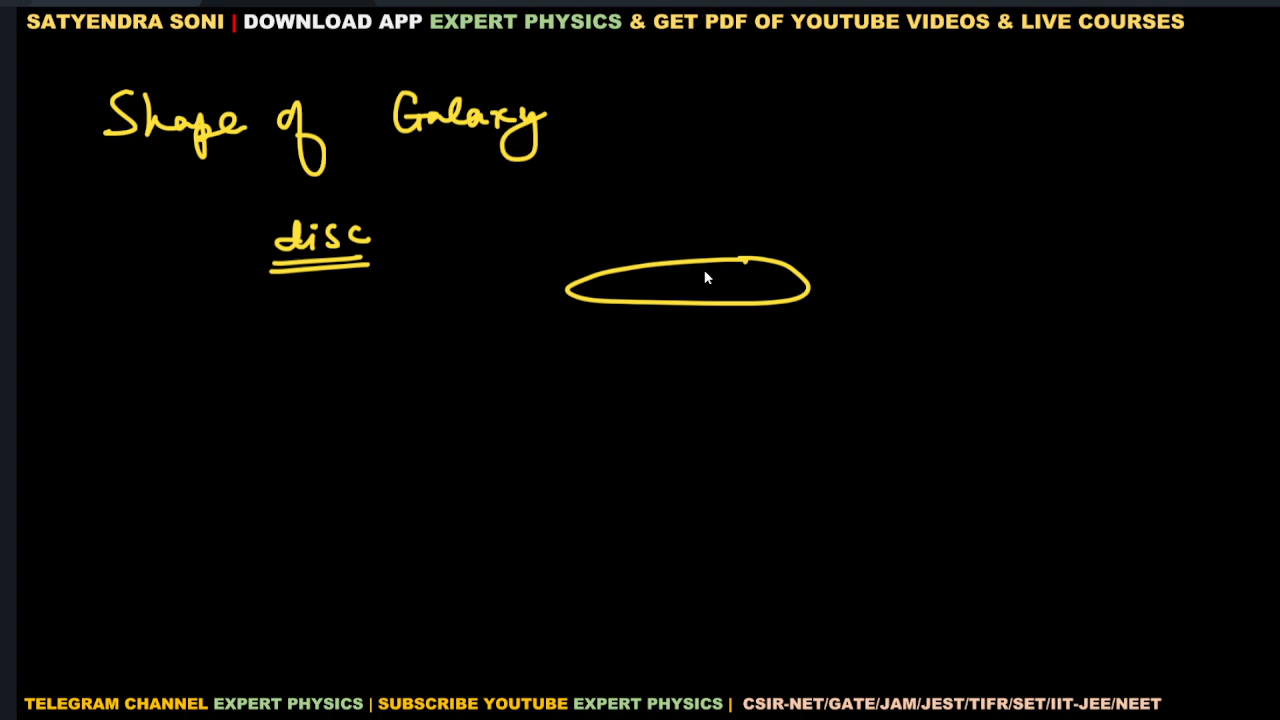 SATYENDRA SONI | DOWNLOAD APP EXPERT PHYSICS & GET PDF OF YOUTUBE VIDEOS & LIVE COURSES
Shape of Galaxy
disc
TELEGRAM CHANNEL EXPERT PHYSICS | SUBSCRIBE YOUTUBE EXPERT PHYSICS | CSIR-NET/GATE/JAM/JEST/TIFR/SET/IIT-JEE/NEET